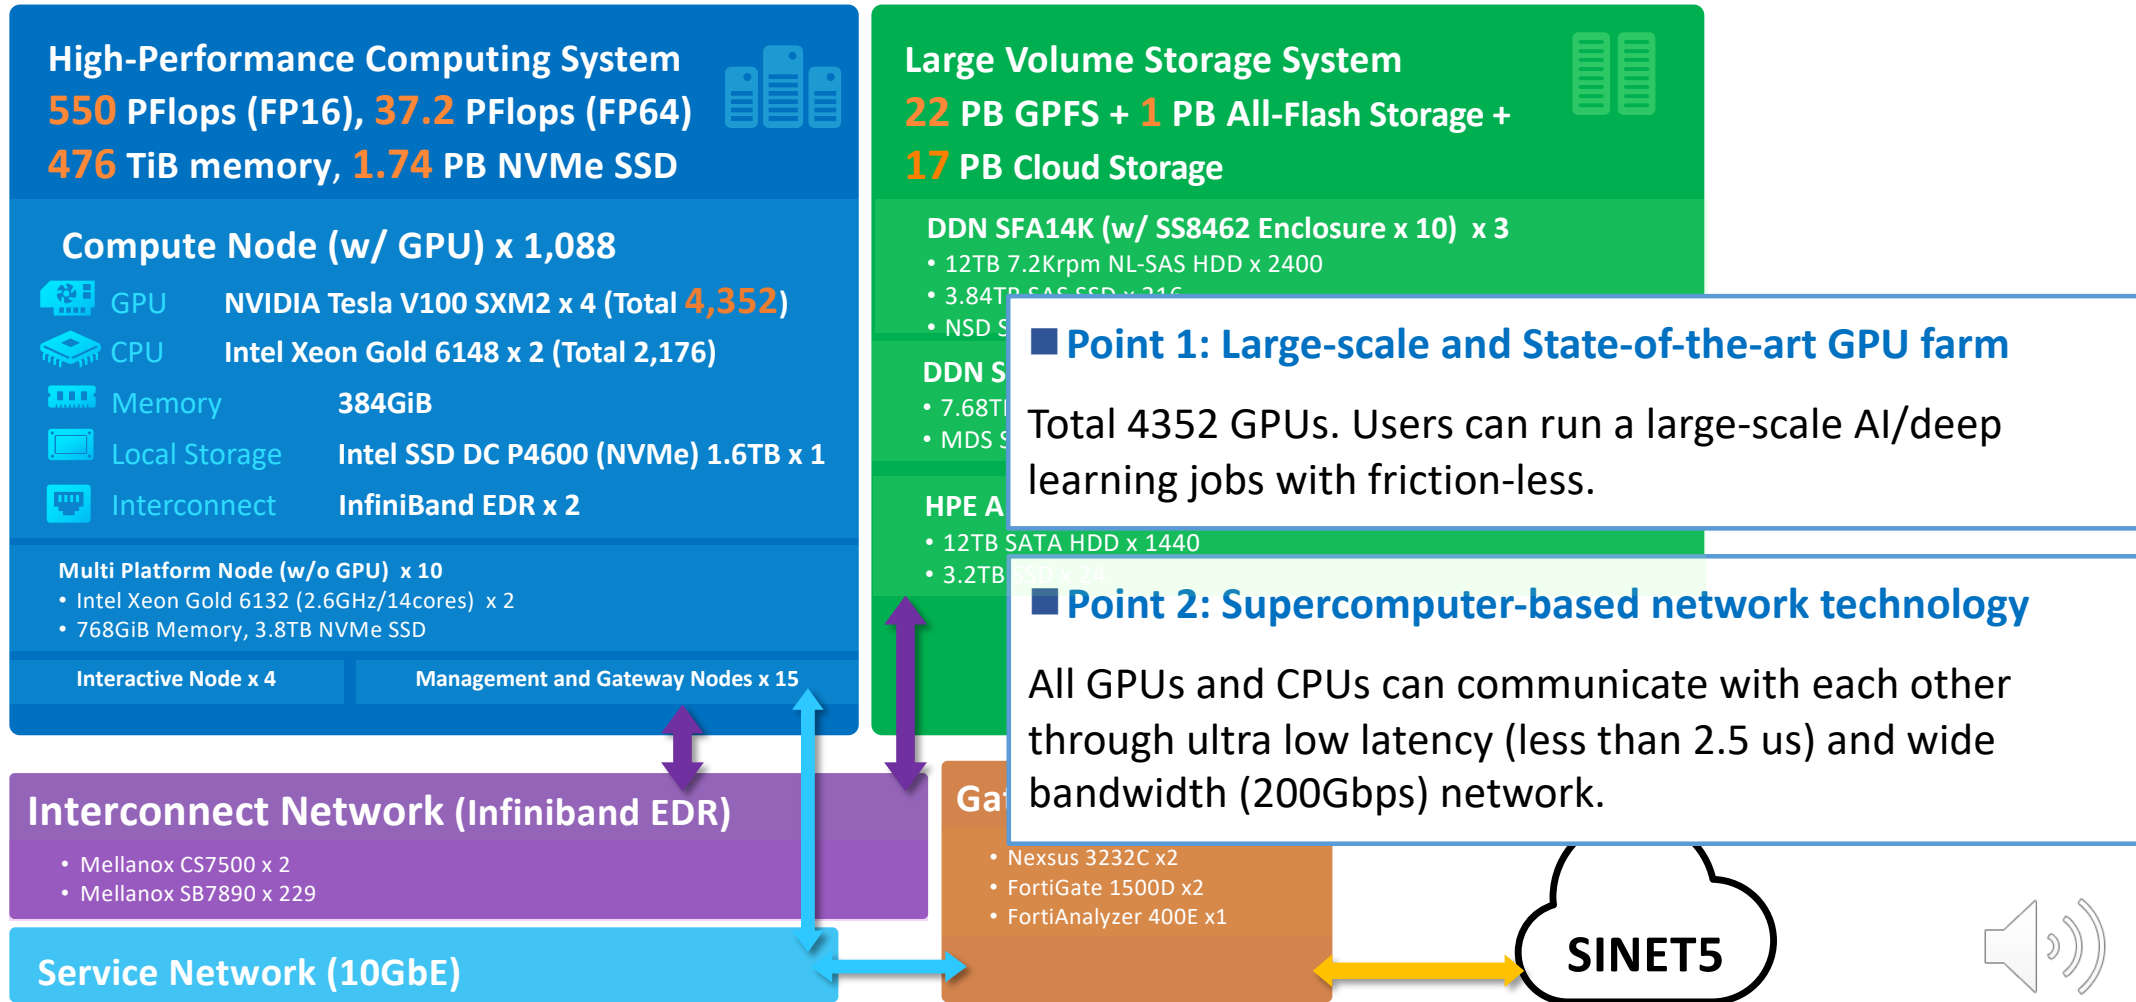 High-Performance Computing System
550 PFlops (FP16), 37.2 PFlops (FP64)
476 TiB memory, 1.74 PB NVMe SSD
Compute Node (w/ GPU) x 1,088
GPU NVIDIA Tesla V100 SXM2 x 4 (Total 4,352)
CPU Intel Xeon Gold 6148 x 2 (Total 2,176)
Memory 384GiB
Local Storage Intel SSD DC P4600 (NVMe) 1.6TB x 1
Interconnect InfiniBand EDR x 2
Multi Platform Node (w/o GPU) x 10
• Intel Xeon Gold 6132 (2.6GHz/14cores) x 2
• 768GiB Memory, 3.8TB NVMe SSD
Interactive Node x 4
Management and Gateway Nodes x 15
Large Volume Storage System
22 PB GPFS + 1 PB All-Flash Storage +
17 PB Cloud Storage
DDN SFA14K (w/ SS8462 Enclosure x 10) x 3
• 12TB 7.2Krpm NL-SAS HDD x 2400
• 3.84TB SAS SSD x 216
• NSD
DDN
• MDS
HPE
• 12TB SATA HDD x 1440
• 3.2TB SSD x 24
■ Point 1: Large-scale and State-of-the-art GPU farm
Total 4352 GPUs. Users can run a large-scale AI/deep
learning jobs with friction-less.
■ Point 2: Supercomputer-based network technology
All GPUs and CPUs can communicate with each other
through ultra low latency (less than 2.5 us) and wide
bandwidth (200Gbps) network.
Interconnect Network (Infiniband EDR)
• Mellanox CS7500 x 2
• Mellanox SB7890 x 229
• Nexsus 3232C x2
• FortiGate 1500D x2
• FortiAnalyzer 400E x1
Service Network (10GbE)
SINET5